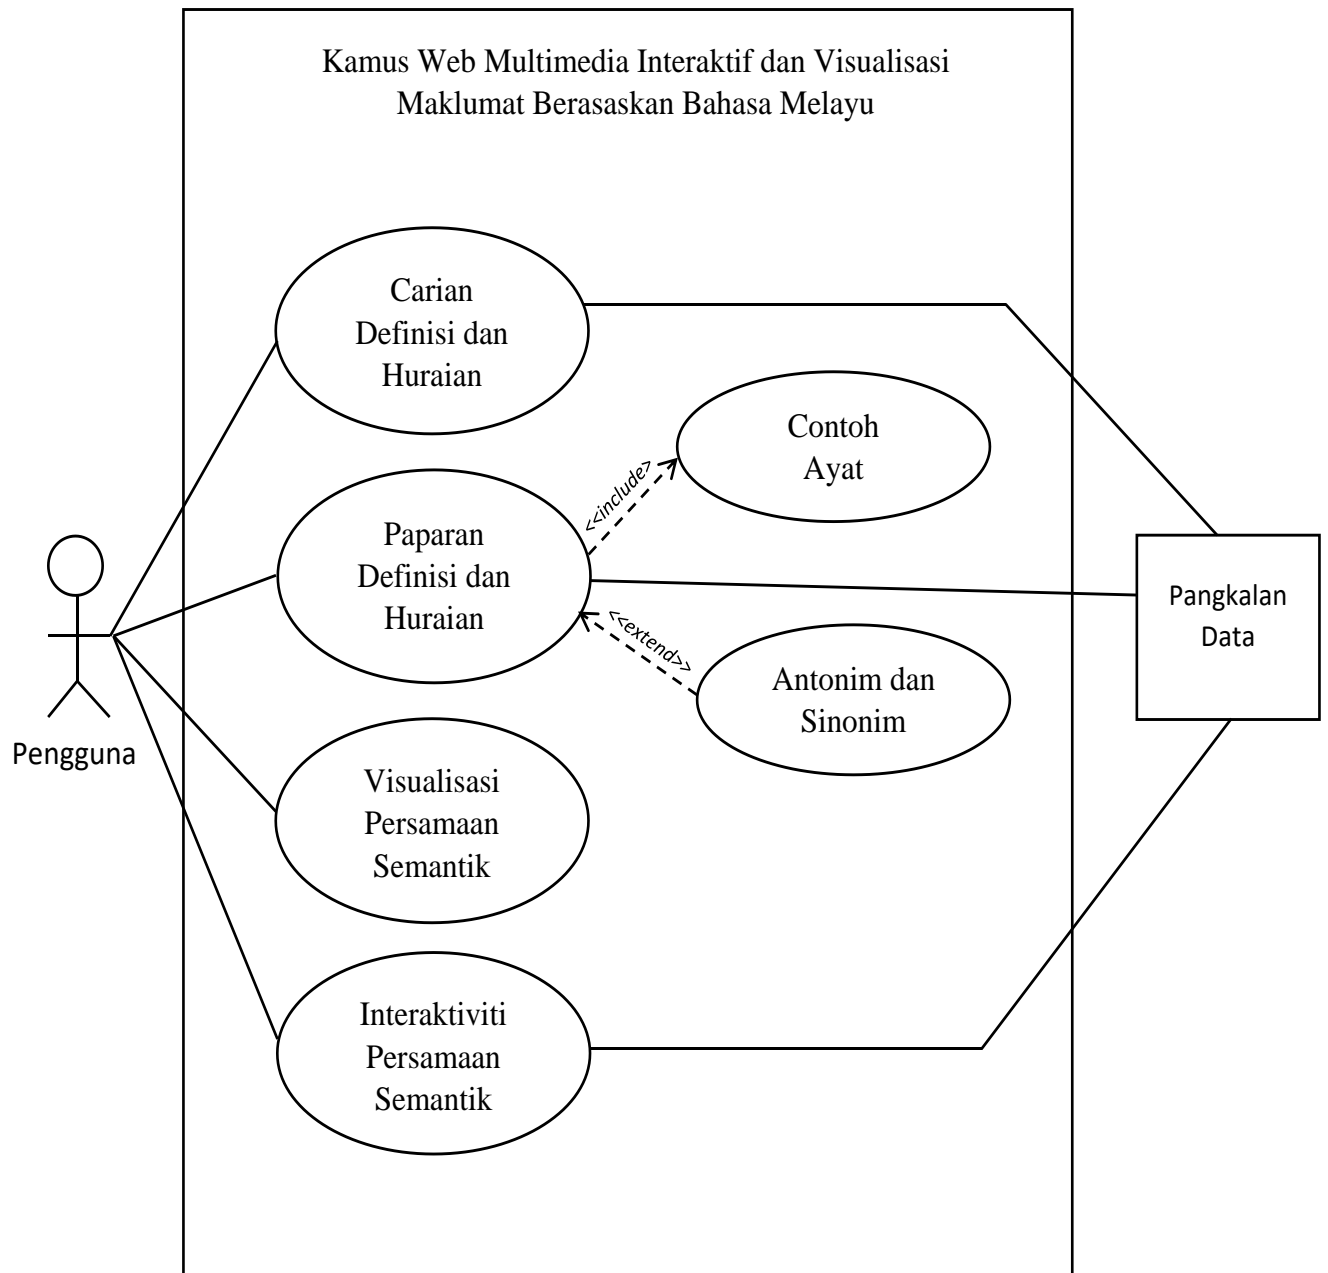 Kamus Web Multimedia Interaktif dan Visualisasi
Maklumat Berasaskan Bahasa Melayu
Carian
Definisi dan
Huraian
Contoh
Ayat
<<include>
Paparan
Definisi dan
Huraian
Pangkalan
Data
<<extend>>
Antonim dan
Sinonim
Pengguna
Visualisasi
Persamaan
Semantik
Interaktiviti
Persamaan
Semantik